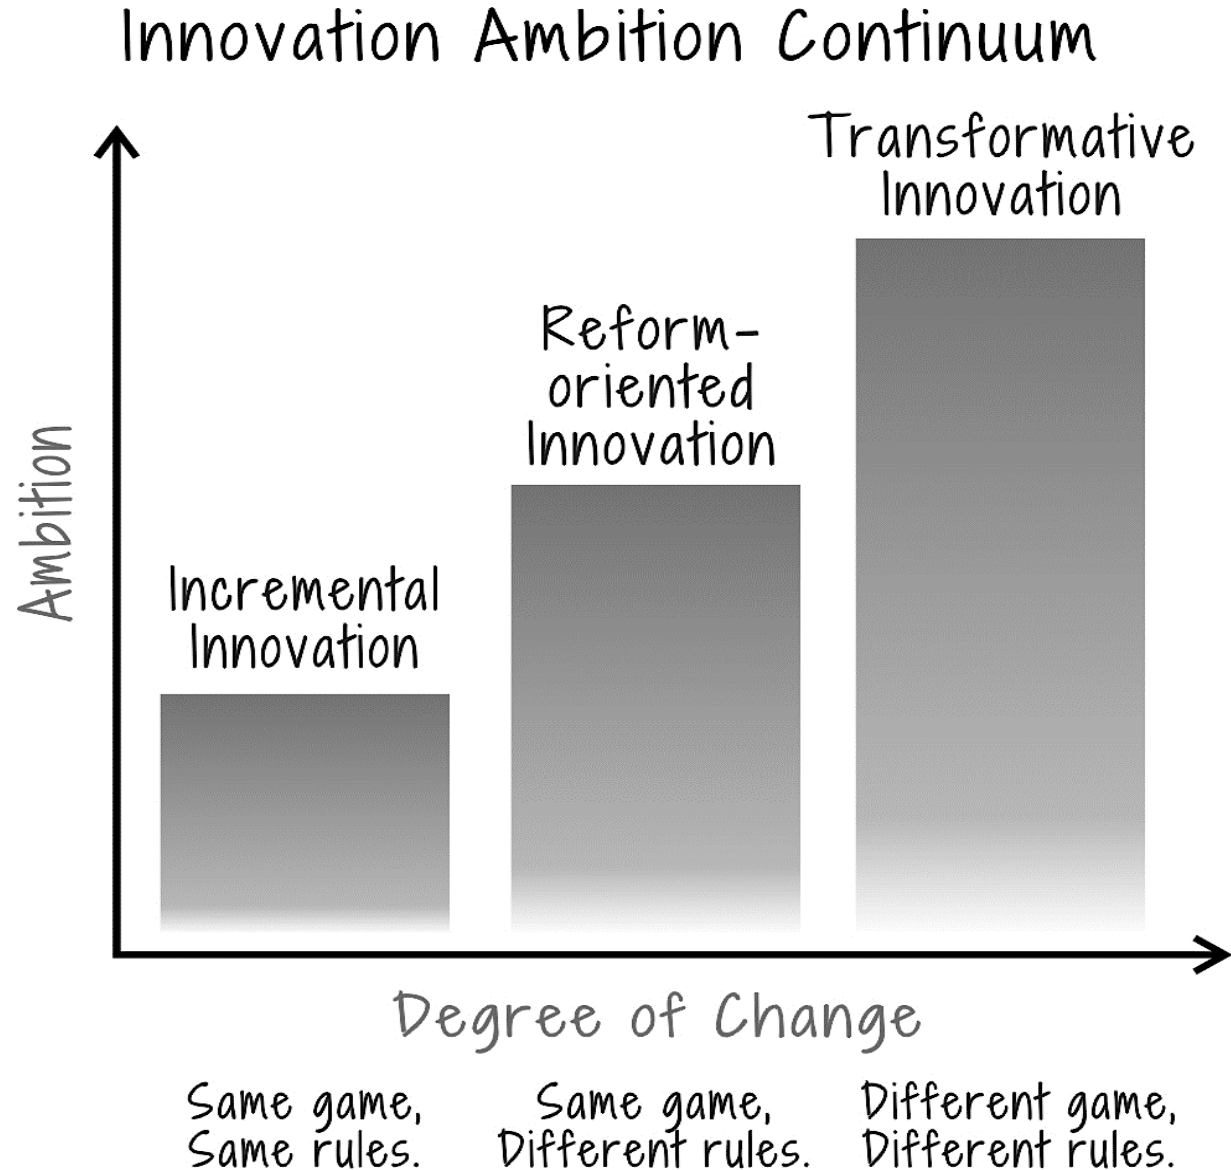 Innovation Ambition Continuum
Transformative
Innovation
Reform-
oriented
Innovation
Incremental
Innovation
Ambition
Degree of Change
Same game,
Same rules.
Same game,
Different rules.
Different game,
Different rules.